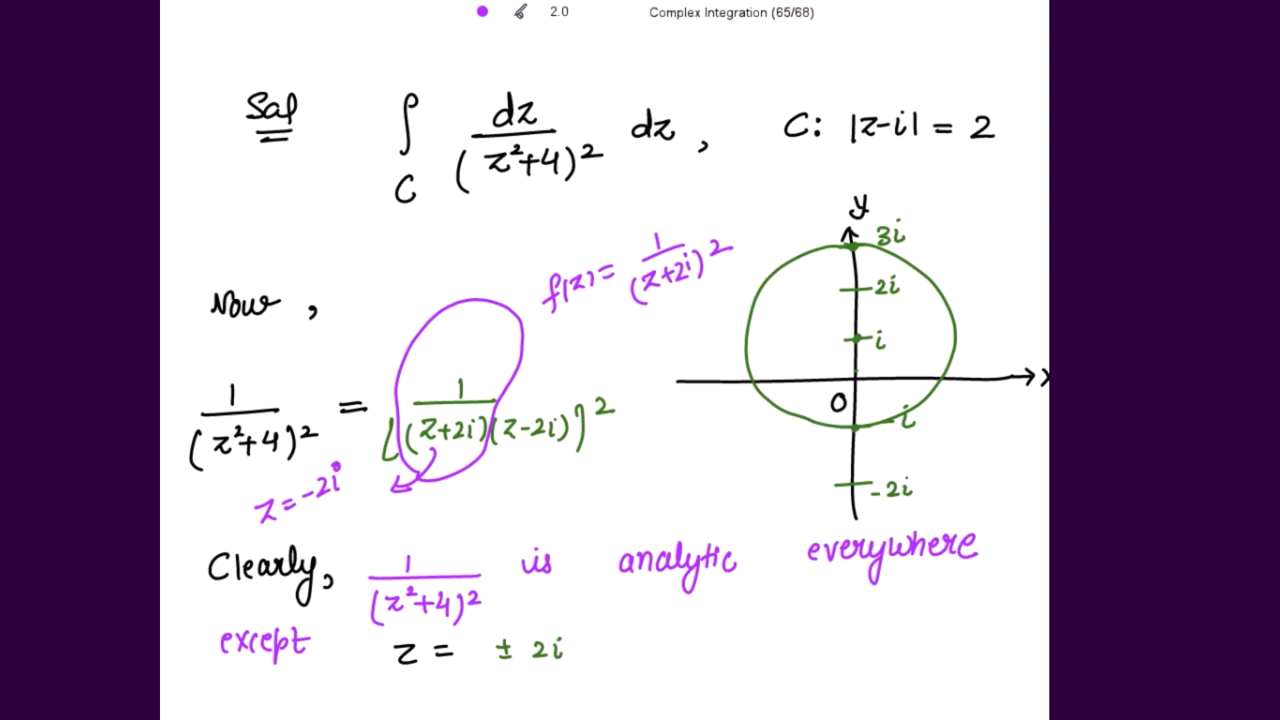 2.0 Complex Integration (65/68)
Sol ∫_C dz/(z²+4)² dz, C: |z-i| = 2
y
3i
2i
i
x
0
-i
-2i
f(z) = 1/(z+2i)²
Now,
1/(z²+4)² = 1/[(z+2i)(z-2i)]²
z = -2i
Clearly, 1/(z²+4)² is analytic everywhere
except z = ± 2i